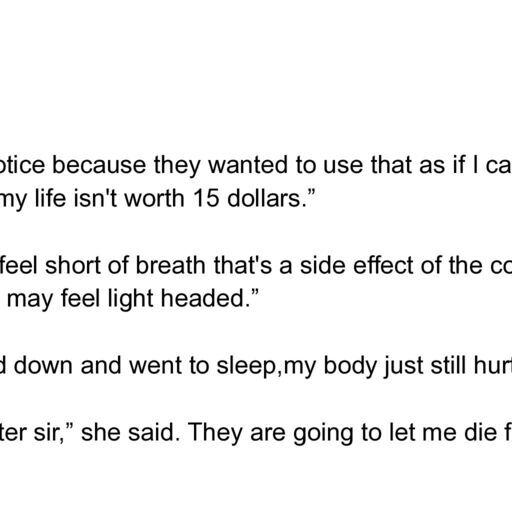 otice because they wanted to use that as if I ca
my life isn't worth 15 dollars.”
feel short of breath that's a side effect of the co
may feel light headed.”
d down and went to sleep,my body just still hurt
ter sir,” she said. They are going to let me die f